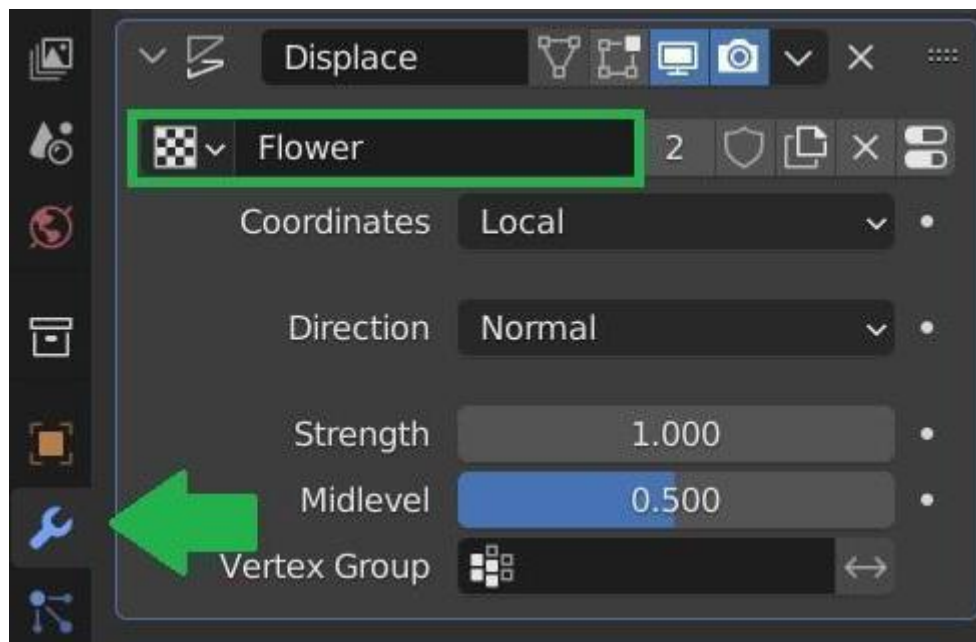 Displace
Flower 2
Coordinates Local
Direction Normal
Strength 1.000
Midlevel 0.500
Vertex Group